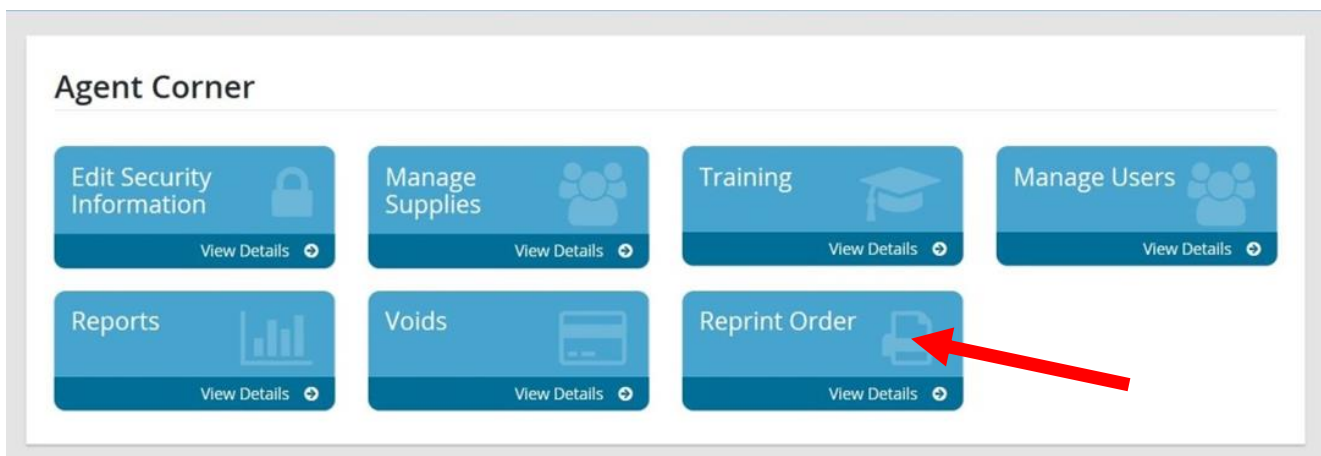 Agent Corner
Edit Security
Information
View Details
Manage
Supplies
View Details
Training
View Details
Manage Users
View Details
Reports
View Details
Voids
View Details
Reprint Order
View Details